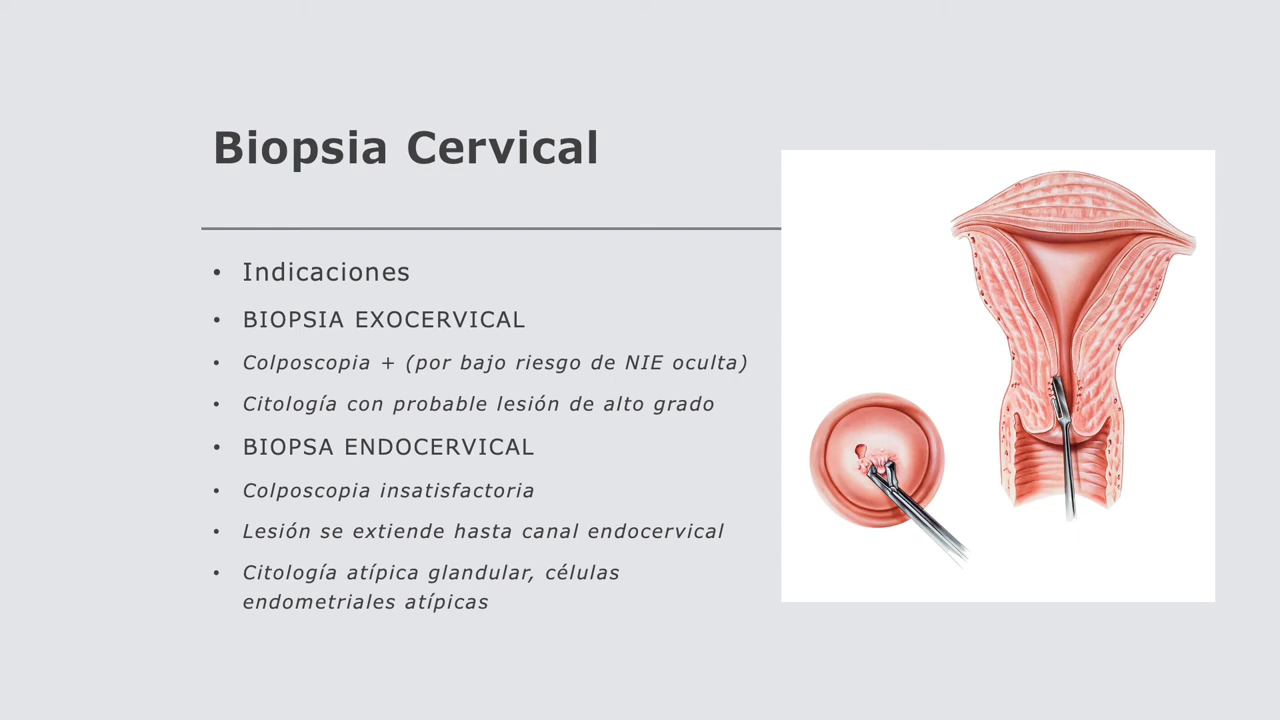 Biopsia Cervical
• Indicaciones
• BIOPSIA EXOCERVICAL
• Colposcopia + (por bajo riesgo de NIE oculta)
• Citología con probable lesión de alto grado
• BIOPSA ENDOCERVICAL
• Colposcopia insatisfactoria
• Lesión se extiende hasta canal endocervical
• Citología atípica glandular, células
endometriales atípicas